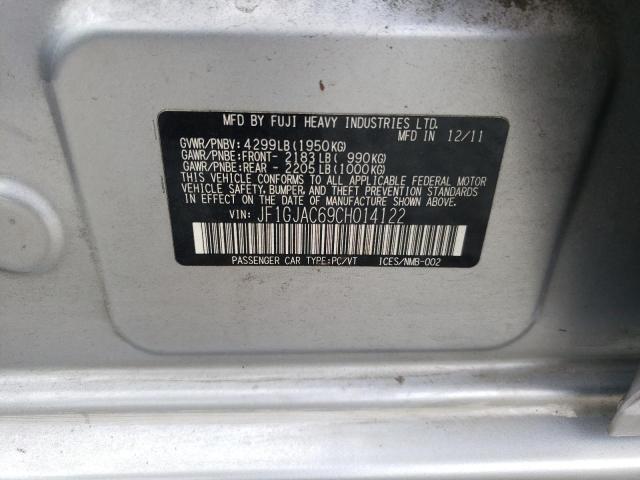 MFD BY FUJI HEAVY INDUSTRIES LTD.
MFD IN 12/11
GVWR/PNBV: 4299LB(1950KG)
GAWR/PNBE:FRONT- 2183LB( 990KG)
GAWR/PNBE:REAR - 2205LB(1000KG)
THIS VEHICLE CONFORMS TO ALL APPLICABLE FEDERAL MOTOR
VEHICLE SAFETY, BUMPER, AND THEFT PREVENTION STANDARDS
IN EFFECT ON THE DATE OF MANUFACTURE SHOWN ABOVE.
VIN: JF1GJAC69CH014122
PASSENGER CAR TYPE:PC/VT ICES/NMB-002